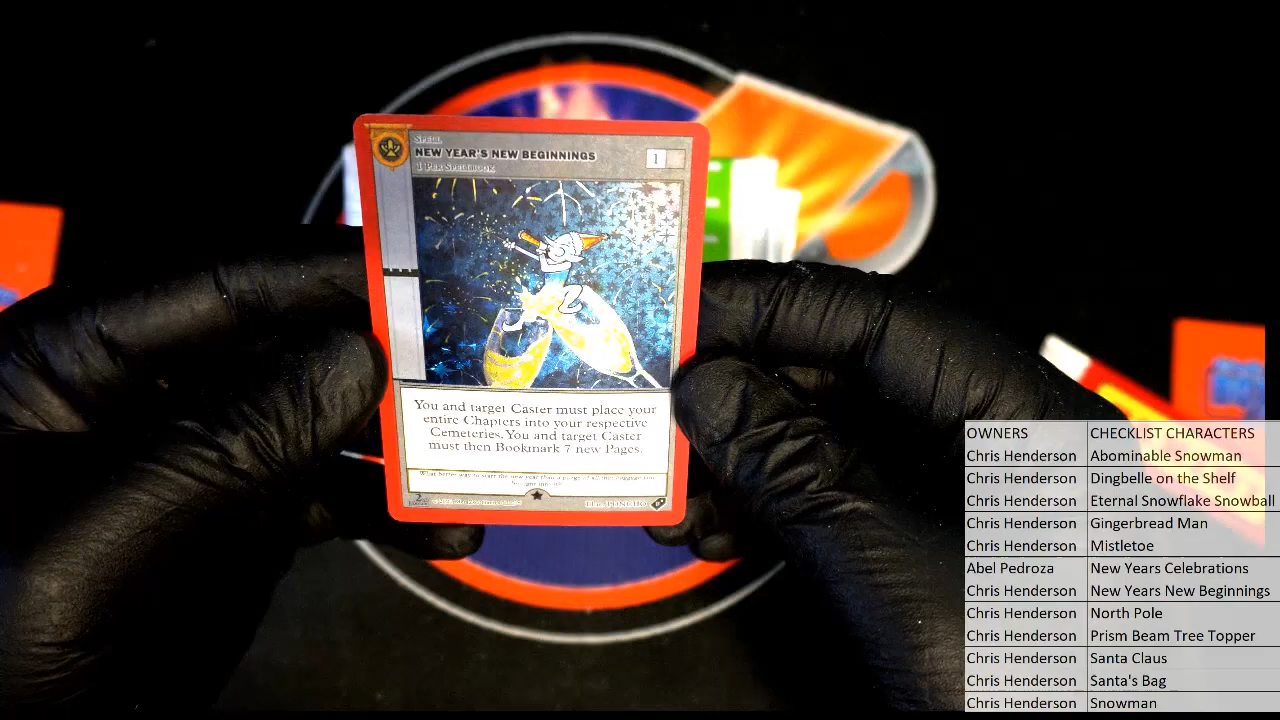 SPELL
NEW YEAR'S NEW BEGINNINGS
1
1 PER SPELLBOOK
You and target Caster must place your
entire Chapters into your respective
Cemeteries. You and target Caster
must then Bookmark 7 new Pages.
OWNERS CHECKLIST CHARACTERS
Chris Henderson Abominable Snowman
Chris Henderson Dingbelle on the Shelf
Chris Henderson Eternal Snowflake Snowball
Chris Henderson Gingerbread Man
Chris Henderson Mistletoe
Abel Pedroza New Years Celebrations
Chris Henderson New Years New Beginnings
Chris Henderson North Pole
Chris Henderson Prism Beam Tree Topper
Chris Henderson Santa Claus
Chris Henderson Santa's Bag
Chris Henderson Snowman